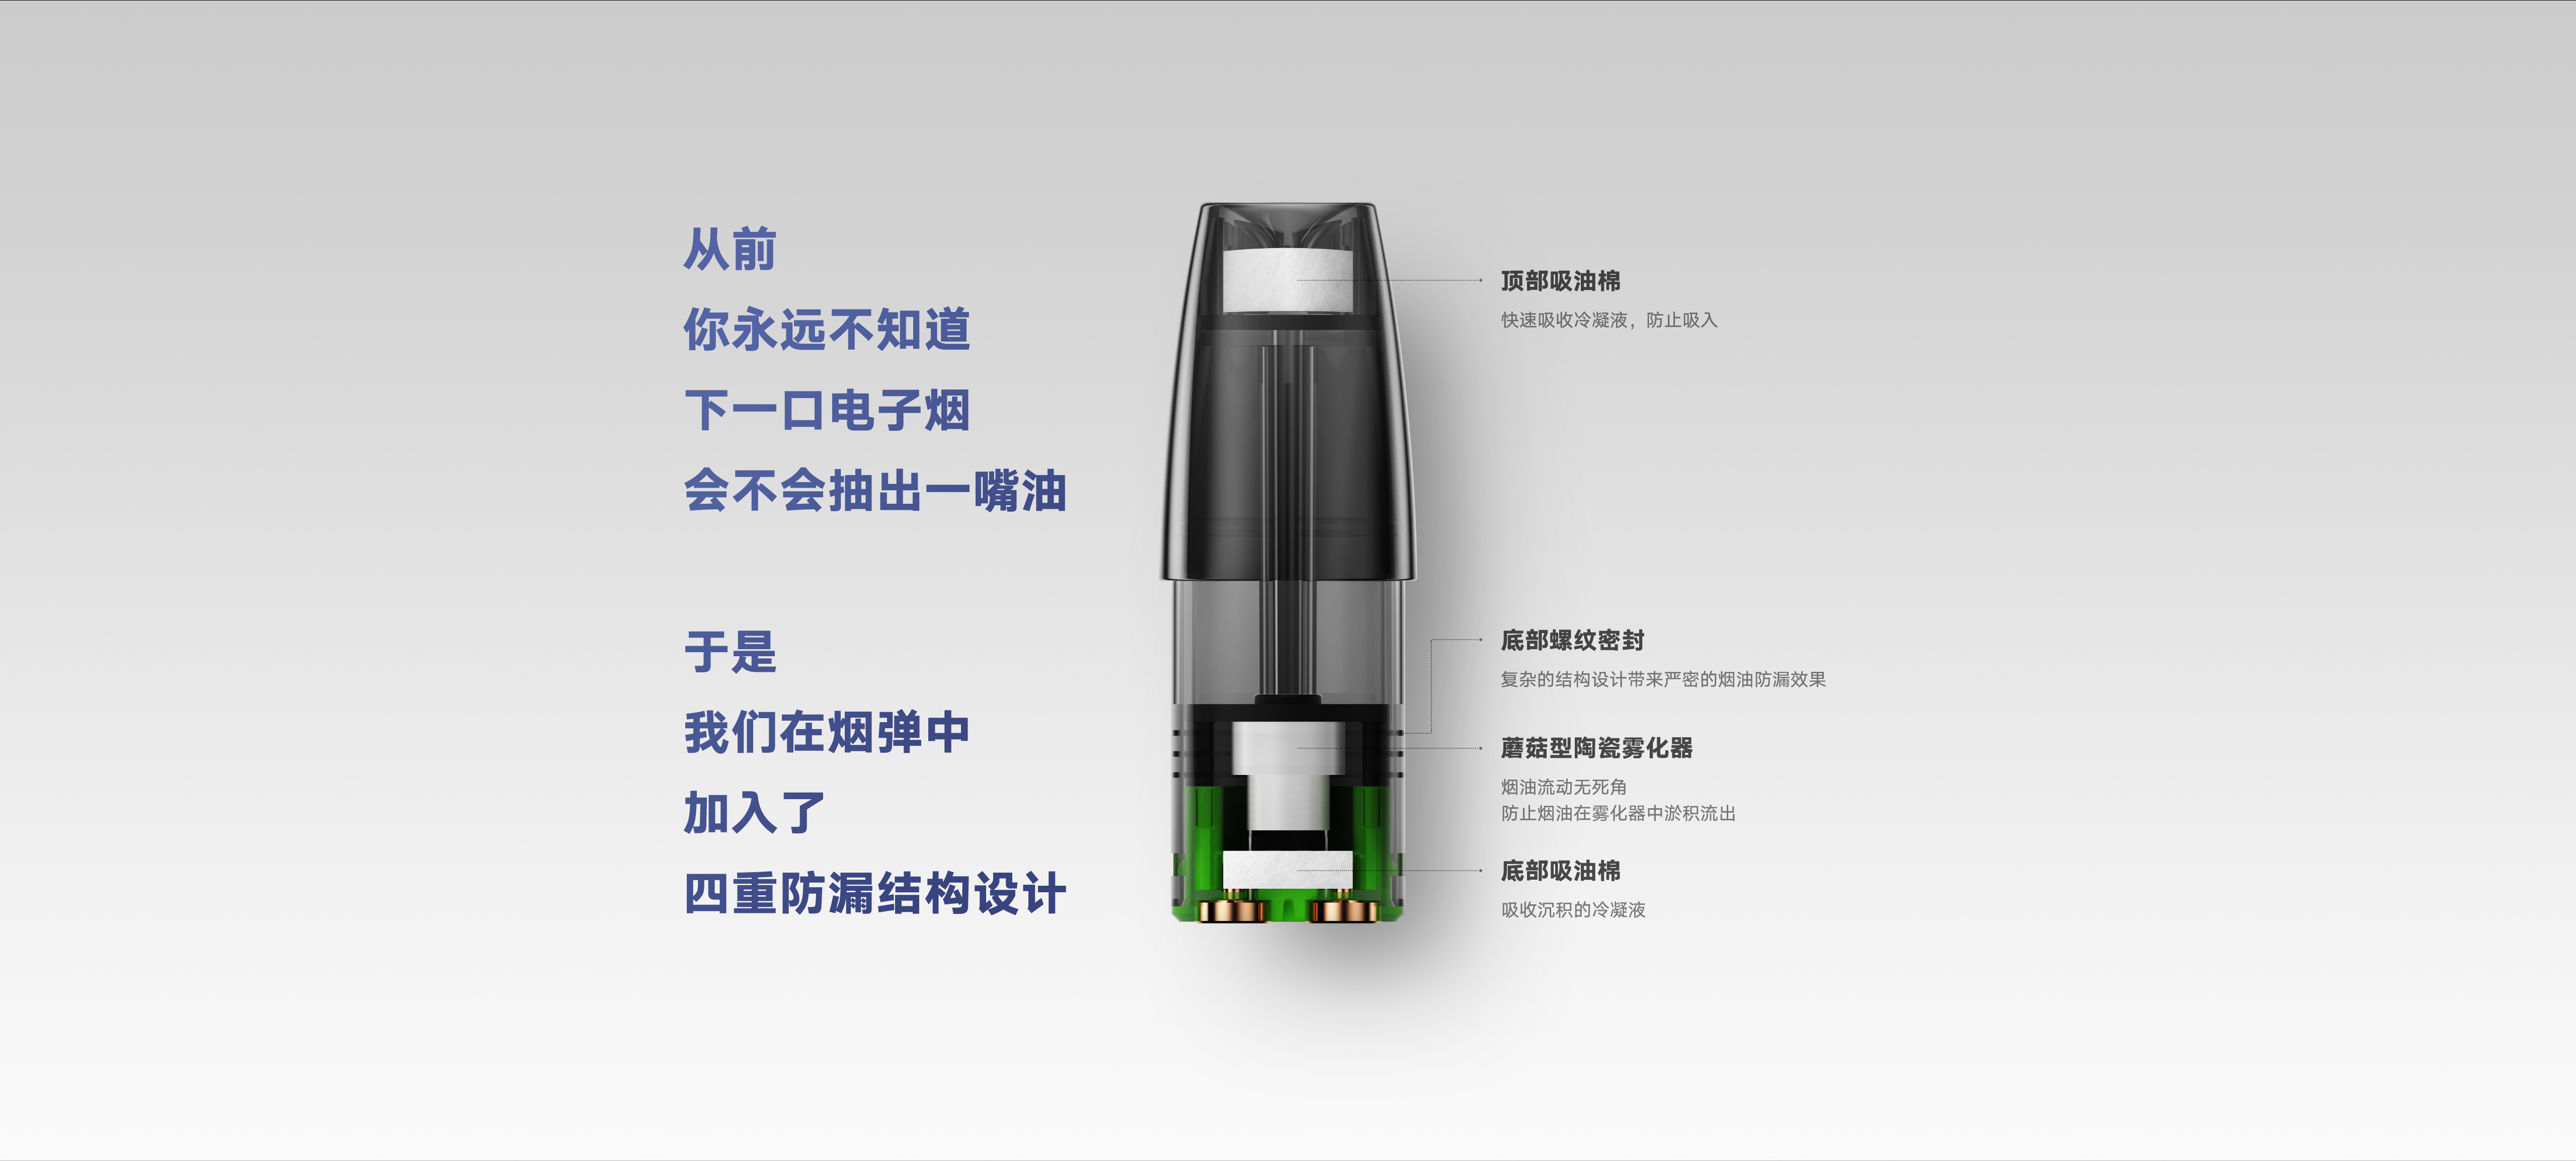 从前
你永远不知道
下一口电子烟
会不会抽出一嘴油
于是
我们在烟弹中
加入了
四重防漏结构设计
顶部吸油棉
快速吸收冷凝液，防止吸入
底部螺纹密封
复杂的结构设计带来严密的烟油防漏效果
蘑菇型陶瓷雾化器
烟油流动无死角
防止烟油在雾化器中淤积流出
底部吸油棉
吸收沉积的冷凝液